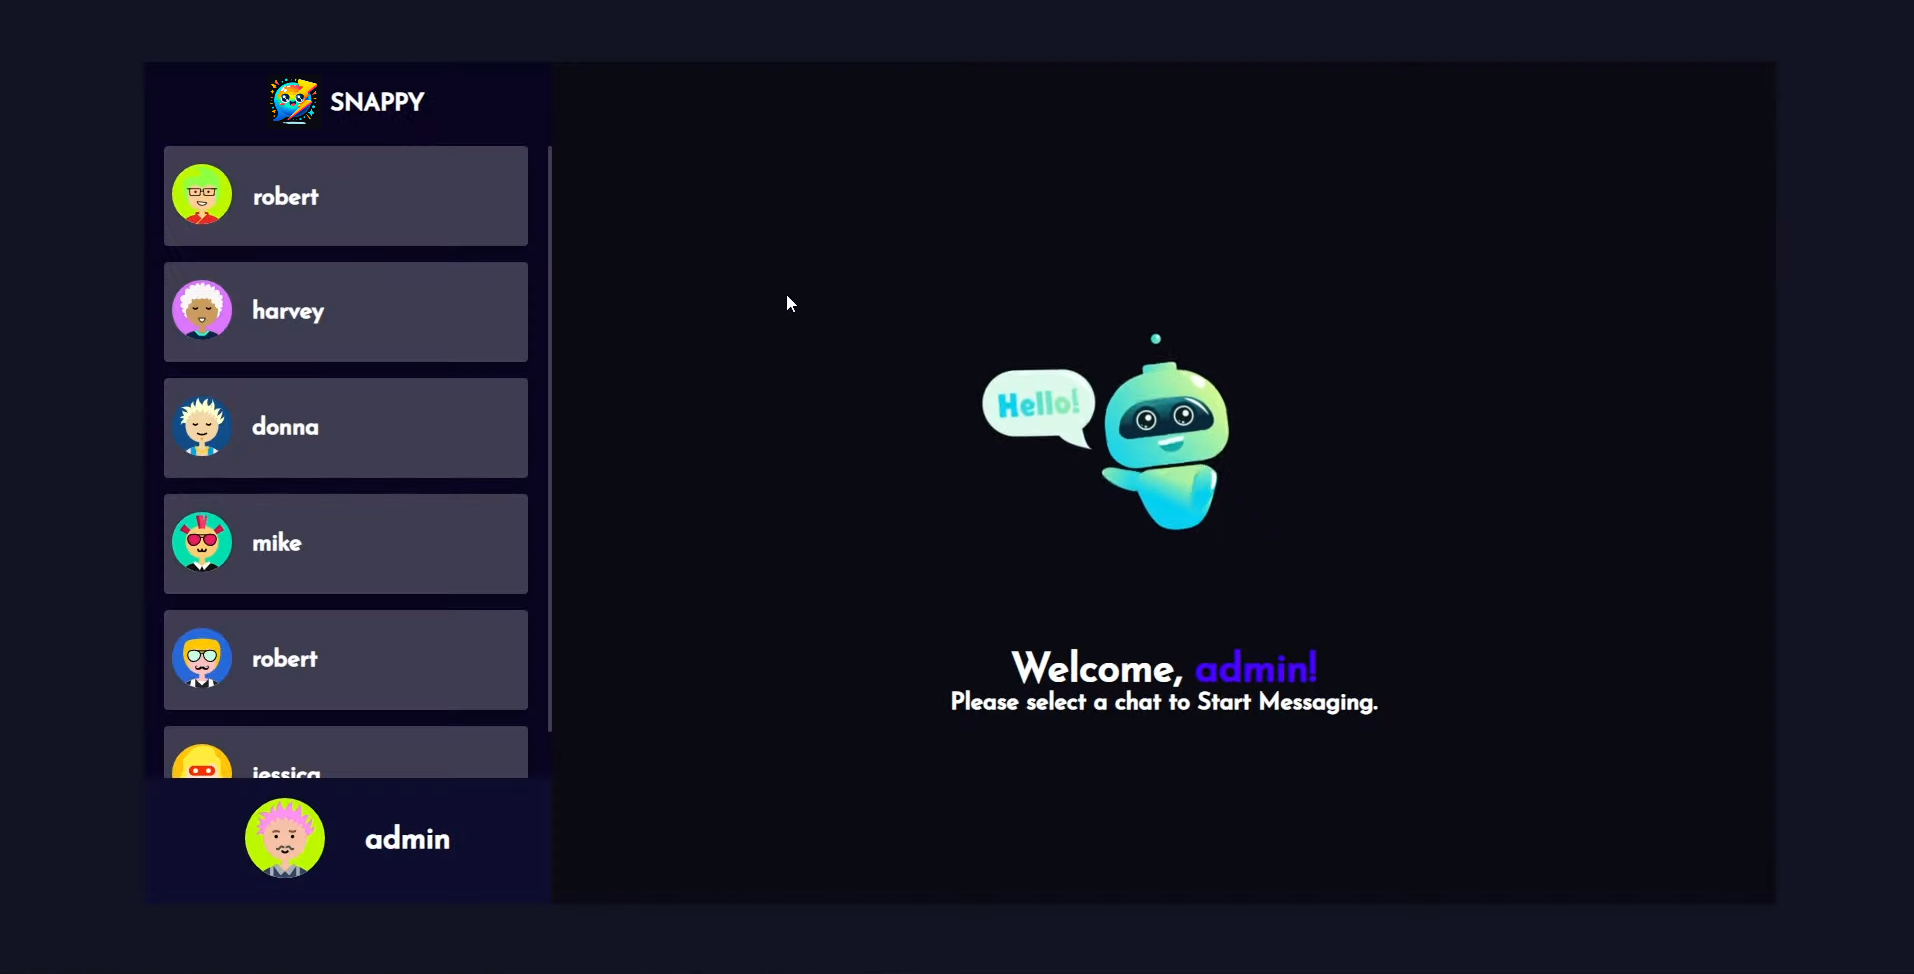 SNAPPY
robert
harvey
donna
mike
robert
jessica
admin
Hello!
Welcome, admin!
Please select a chat to Start Messaging.